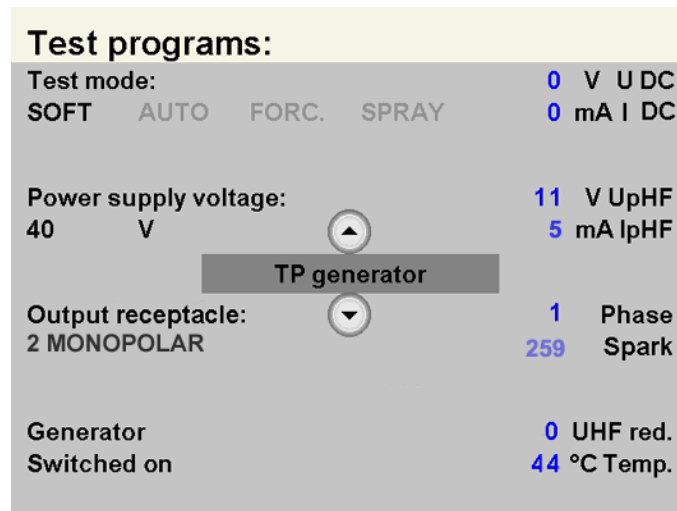 Test programs:
Test mode: 0 V U DC
SOFT AUTO FORC. SPRAY 0 mA I DC
Power supply voltage: 11 V UpHF
40 V 5 mA IpHF
TP generator
Output receptacle: 1 Phase
2 MONOPOLAR 259 Spark
Generator 0 UHF red.
Switched on 44 °C Temp.